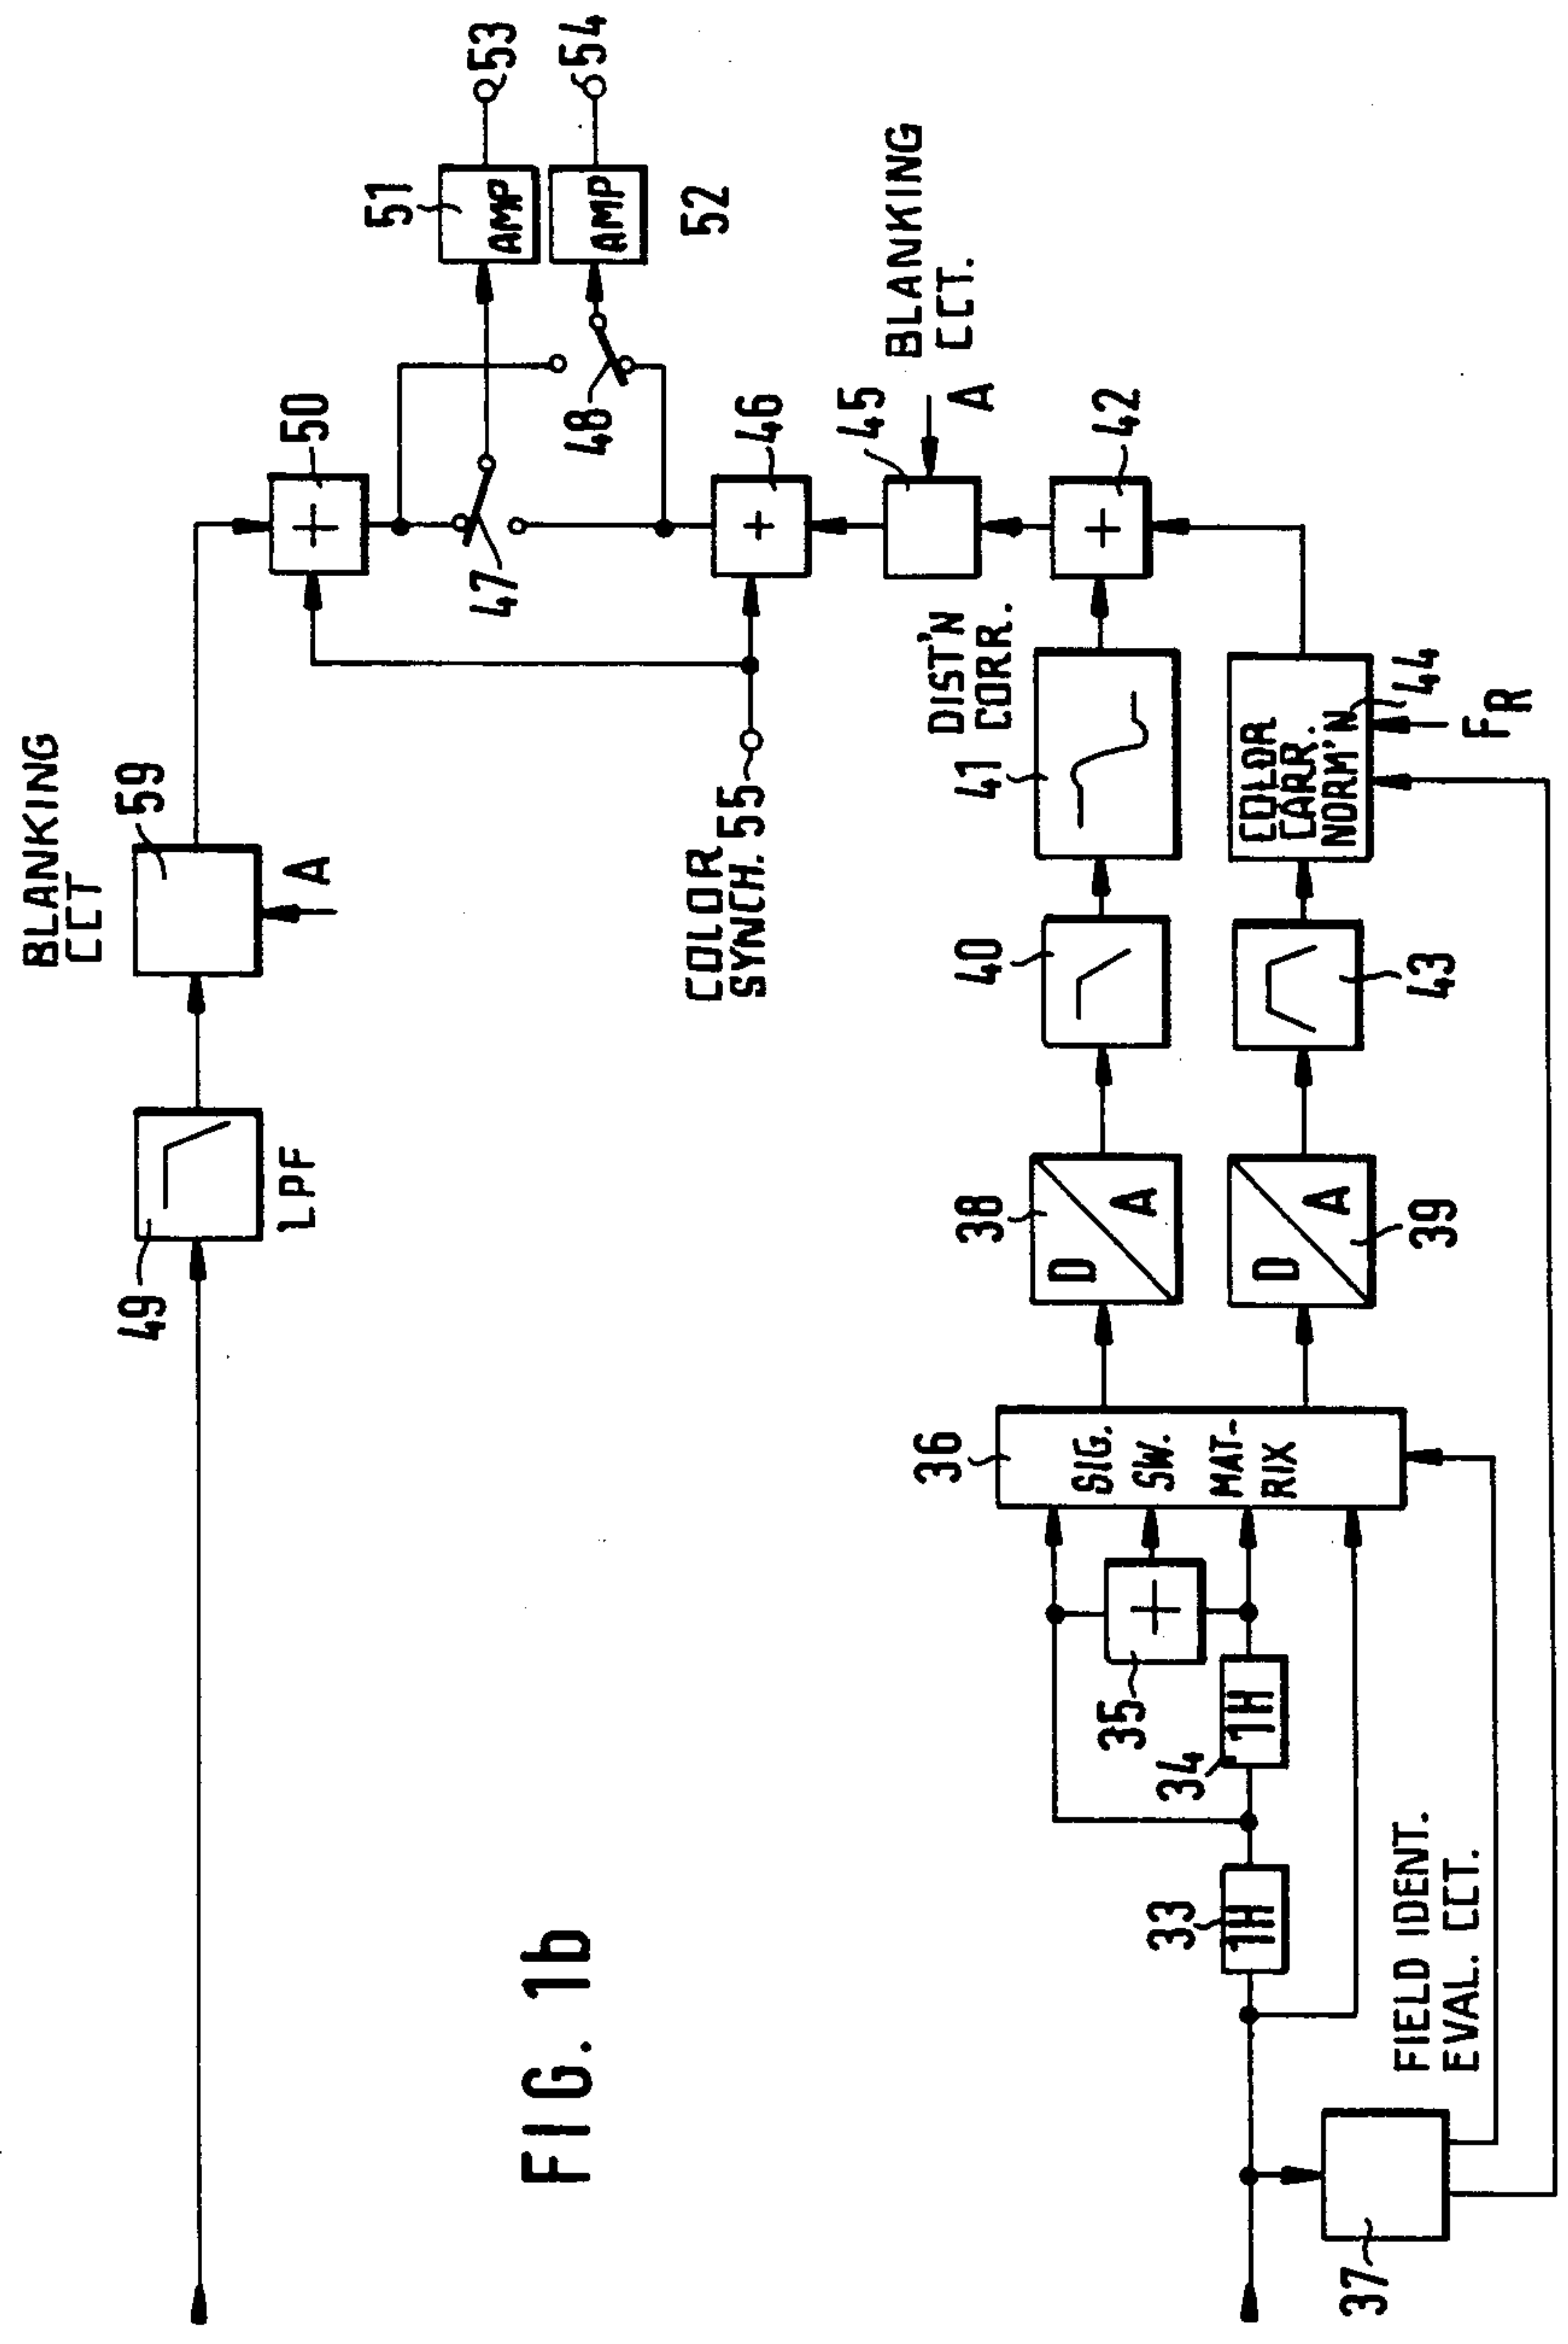 FIG. 1b
BLANKING
CCT
59
A
49
LPF
50
51
AMP
53
AMP
54
52
47
48
46
COLOR
SYNCH. 55
45
BLANKING
CCT.
A
42
DIST'N
CORR.
41
40
38
D
A
36
SIG.
SW.
MAT-
RIX
35
34
1H
33
1H
39
D
A
43
COLOR
CARR.
NORM'N
44
FR
FIELD IDENT.
EVAL. CCT.
37